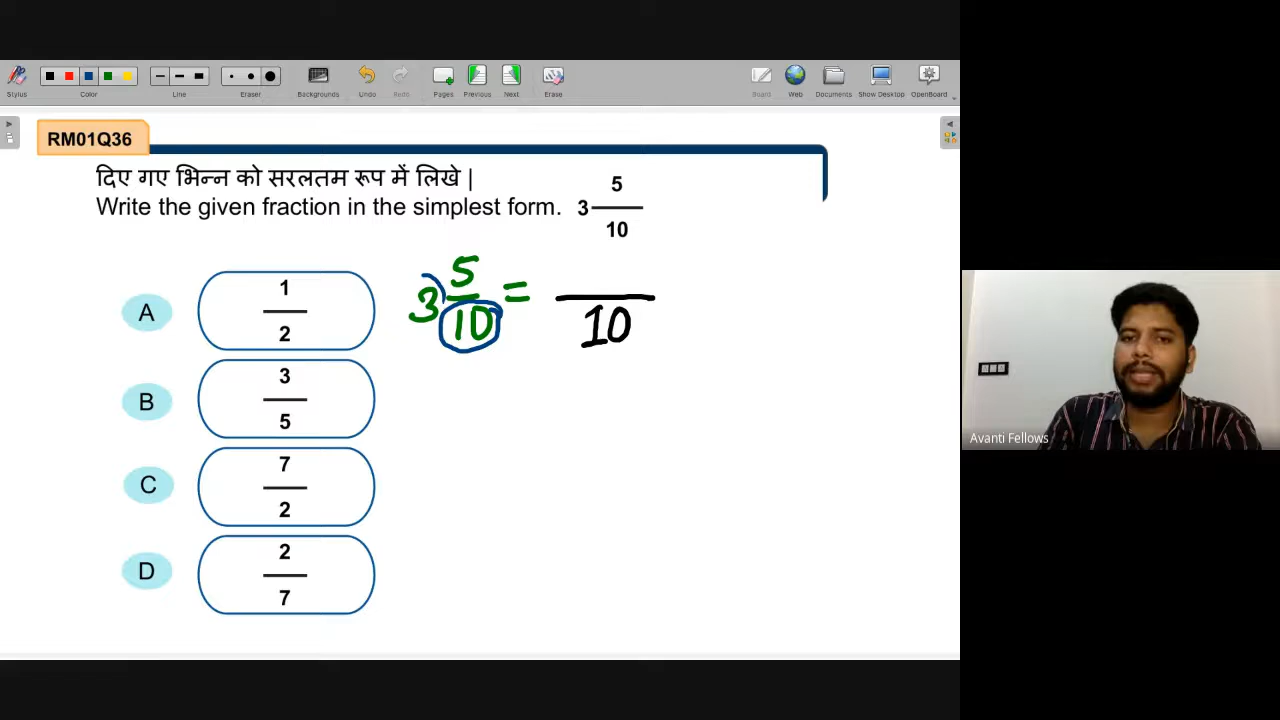 Stylus Color Line Eraser Backgrounds Undo Redo Pages Previous Next Erase Board Web Documents Show Desktop OpenBoard
RM01Q36
दिए गए भिन्न को सरलतम रूप में लिखे |
Write the given fraction in the simplest form. 3 5/10
A 1/2
B 3/5
C 7/2
D 2/7
3 5/10 = /10
Avanti Fellows